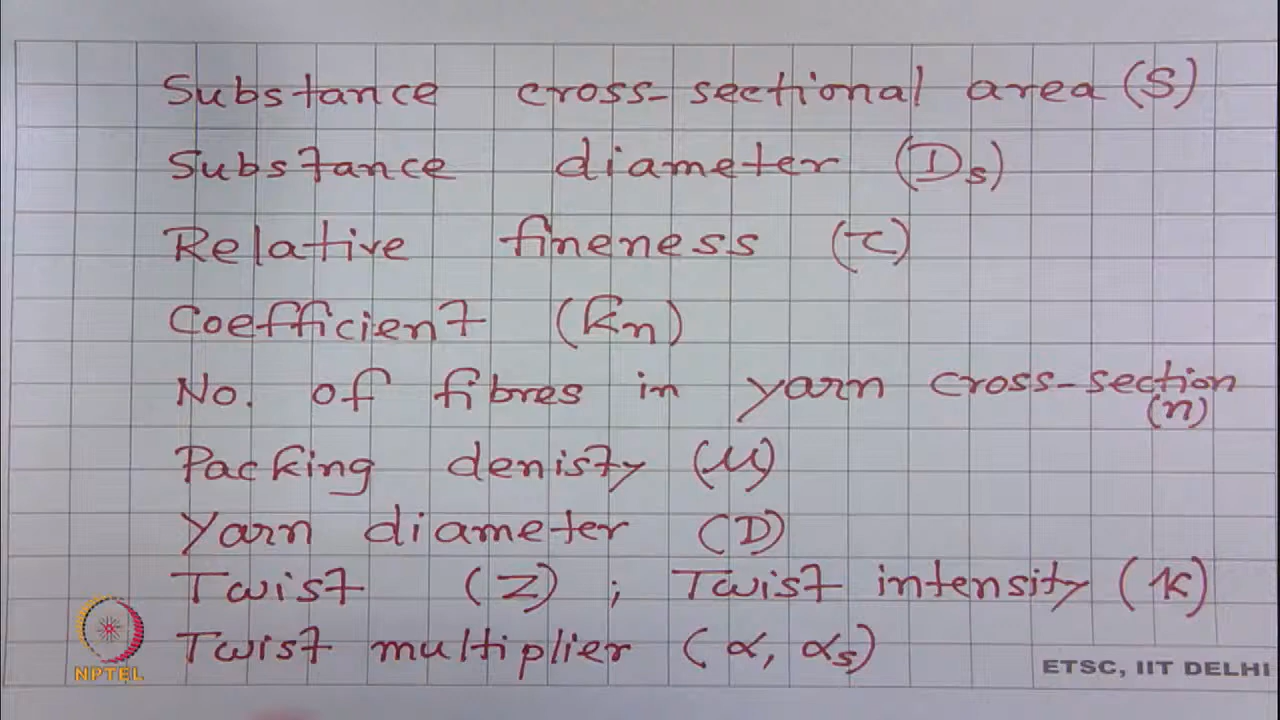 Substance cross-sectional area (S)
Substance diameter (Ds)
Relative fineness (τ)
Coefficient (kn)
No. of fibres in yarn cross-section
(n)
Packing denisty (μ)
Yarn diameter (D)
Twist (Z) ; Twist intensity (κ)
Twist multiplier (α, αs)
NPTEL
ETSC, IIT DELHI